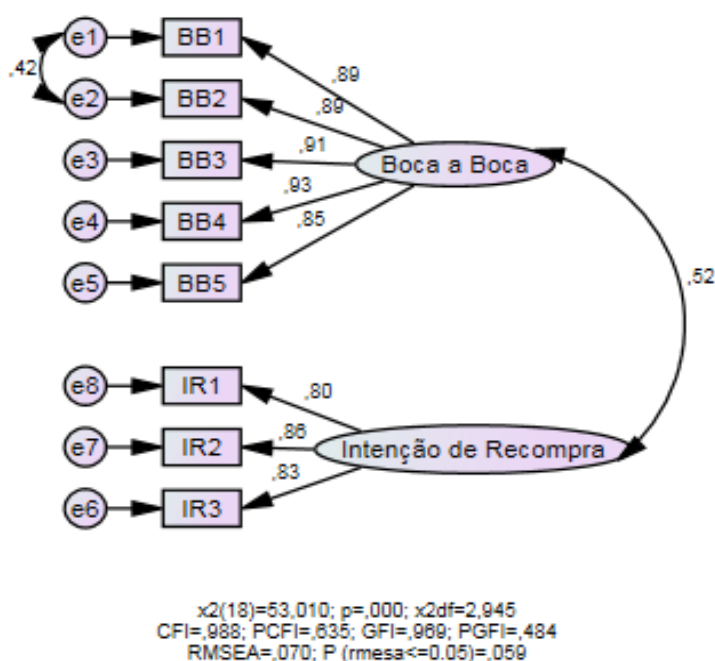 e1 BB1
,89
,42
e2 BB2
,89
e3 BB3
,91
Boca a Boca
,93
e4 BB4
,85
e5 BB5
,52
e8 IR1
,80
,86
e7 IR2
Intenção de Recompra
,83
e6 IR3
x2(18)=53,010; p=,000; x2df=2,945
CFI=,988; PCFI=,635; GFI=,969; PGFI=,484
RMSEA=,070; P (rmesa<=0.05)=,059